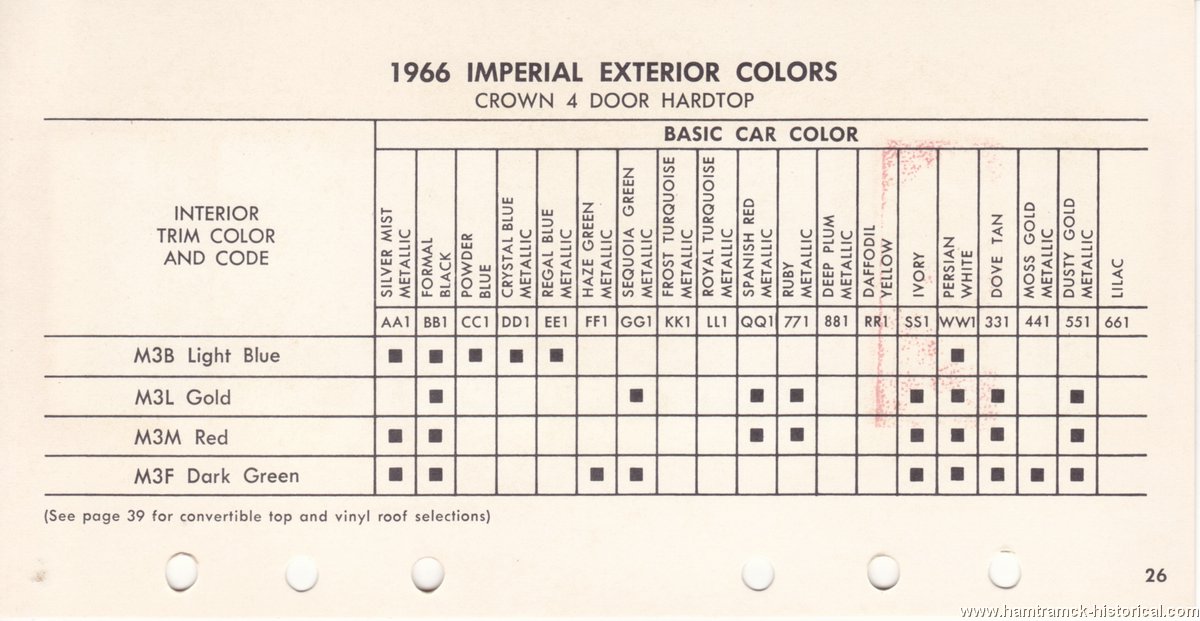 1966 IMPERIAL EXTERIOR COLORS
CROWN 4 DOOR HARDTOP
BASIC CAR COLOR
INTERIOR
TRIM COLOR
AND CODE
SILVER MIST
METALLIC
FORMAL
BLACK
POWDER
BLUE
CRYSTAL BLUE
METALLIC
REGAL BLUE
METALLIC
HAZE GREEN
METALLIC
SEQUOIA GREEN
METALLIC
FROST TURQUOISE
METALLIC
ROYAL TURQUOISE
METALLIC
SPANISH RED
METALLIC
RUBY
METALLIC
DEEP PLUM
METALLIC
DAFFODIL
YELLOW
IVORY
PERSIAN
WHITE
DOVE TAN
MOSS GOLD
METALLIC
DUSTY GOLD
METALLIC
LILAC
AA1 BB1 CC1 DD1 EE1 FF1 GG1 KK1 LL1 QQ1 771 881 RR1 SS1 WW1 331 441 551 661
M3B Light Blue ■ ■ ■ ■ ■ ■
M3L Gold ■ ■ ■ ■ ■ ■ ■ ■
M3M Red ■ ■ ■ ■ ■ ■ ■ ■
M3F Dark Green ■ ■ ■ ■ ■ ■ ■ ■ ■
(See page 39 for convertible top and vinyl roof selections)
26
www.hamtramck-historical.com